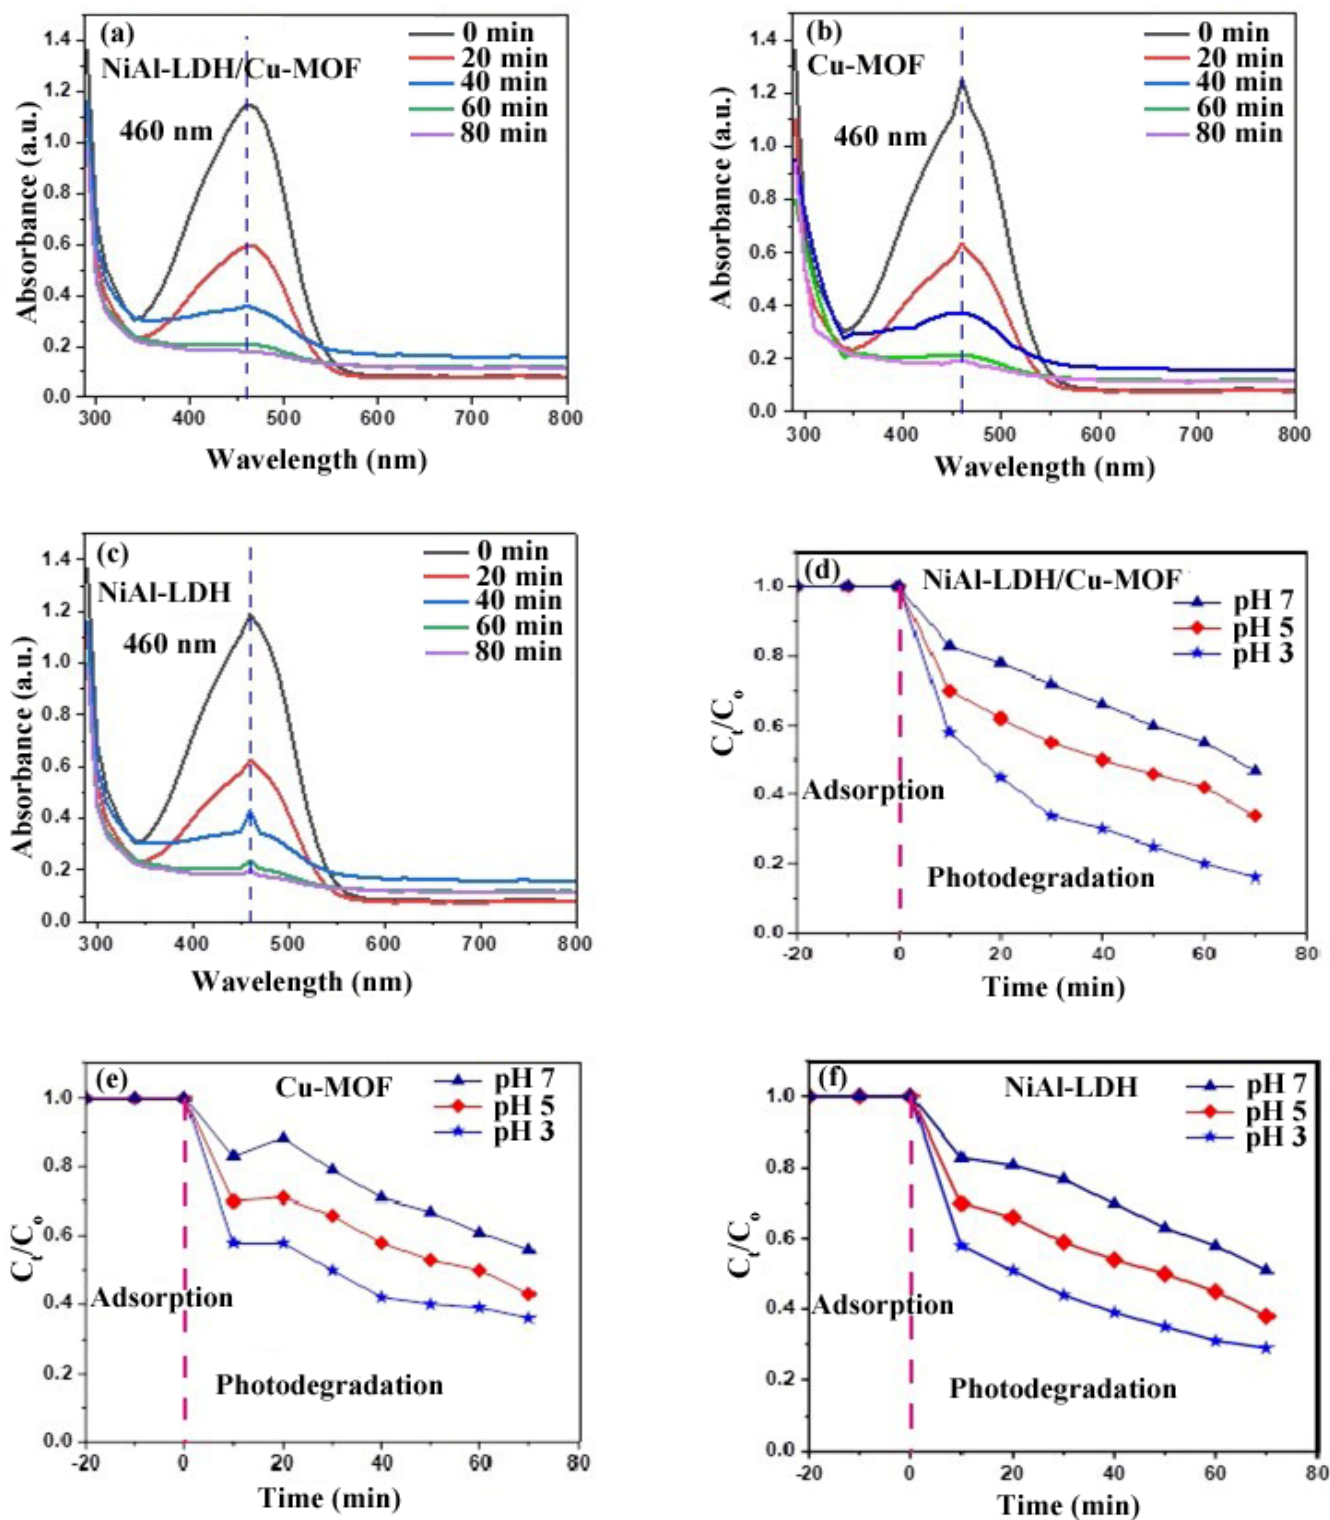 (a)
NiAl-LDH/Cu-MOF
460 nm
0 min
20 min
40 min
60 min
80 min
1.4
1.2
1.0
0.8
0.6
0.4
0.2
0.0
Absorbance (a.u.)
300 400 500 600 700 800
Wavelength (nm)
(b)
Cu-MOF
460 nm
0 min
20 min
40 min
60 min
80 min
1.4
1.2
1.0
0.8
0.6
0.4
0.2
0.0
Absorbance (a.u.)
300 400 500 600 700 800
Wavelength (nm)
(c)
NiAl-LDH
460 nm
0 min
20 min
40 min
60 min
80 min
1.4
1.2
1.0
0.8
0.6
0.4
0.2
0.0
Absorbance (a.u.)
300 400 500 600 700 800
Wavelength (nm)
(d)
NiAl-LDH/Cu-MOF
pH 7
pH 5
pH 3
1.0
0.8
0.6
0.4
0.2
0.0
Ct/Co
Adsorption
Photodegradation
-20 0 20 40 60 80
Time (min)
(e)
Cu-MOF
pH 7
pH 5
pH 3
1.0
0.8
0.6
0.4
0.2
0.0
Ct/Co
Adsorption
Photodegradation
-20 0 20 40 60 80
Time (min)
(f)
NiAl-LDH
pH 7
pH 5
pH 3
1.0
0.8
0.6
0.4
0.2
0.0
Ct/Co
Adsorption
Photodegradation
-20 0 20 40 60 80
Time (min)